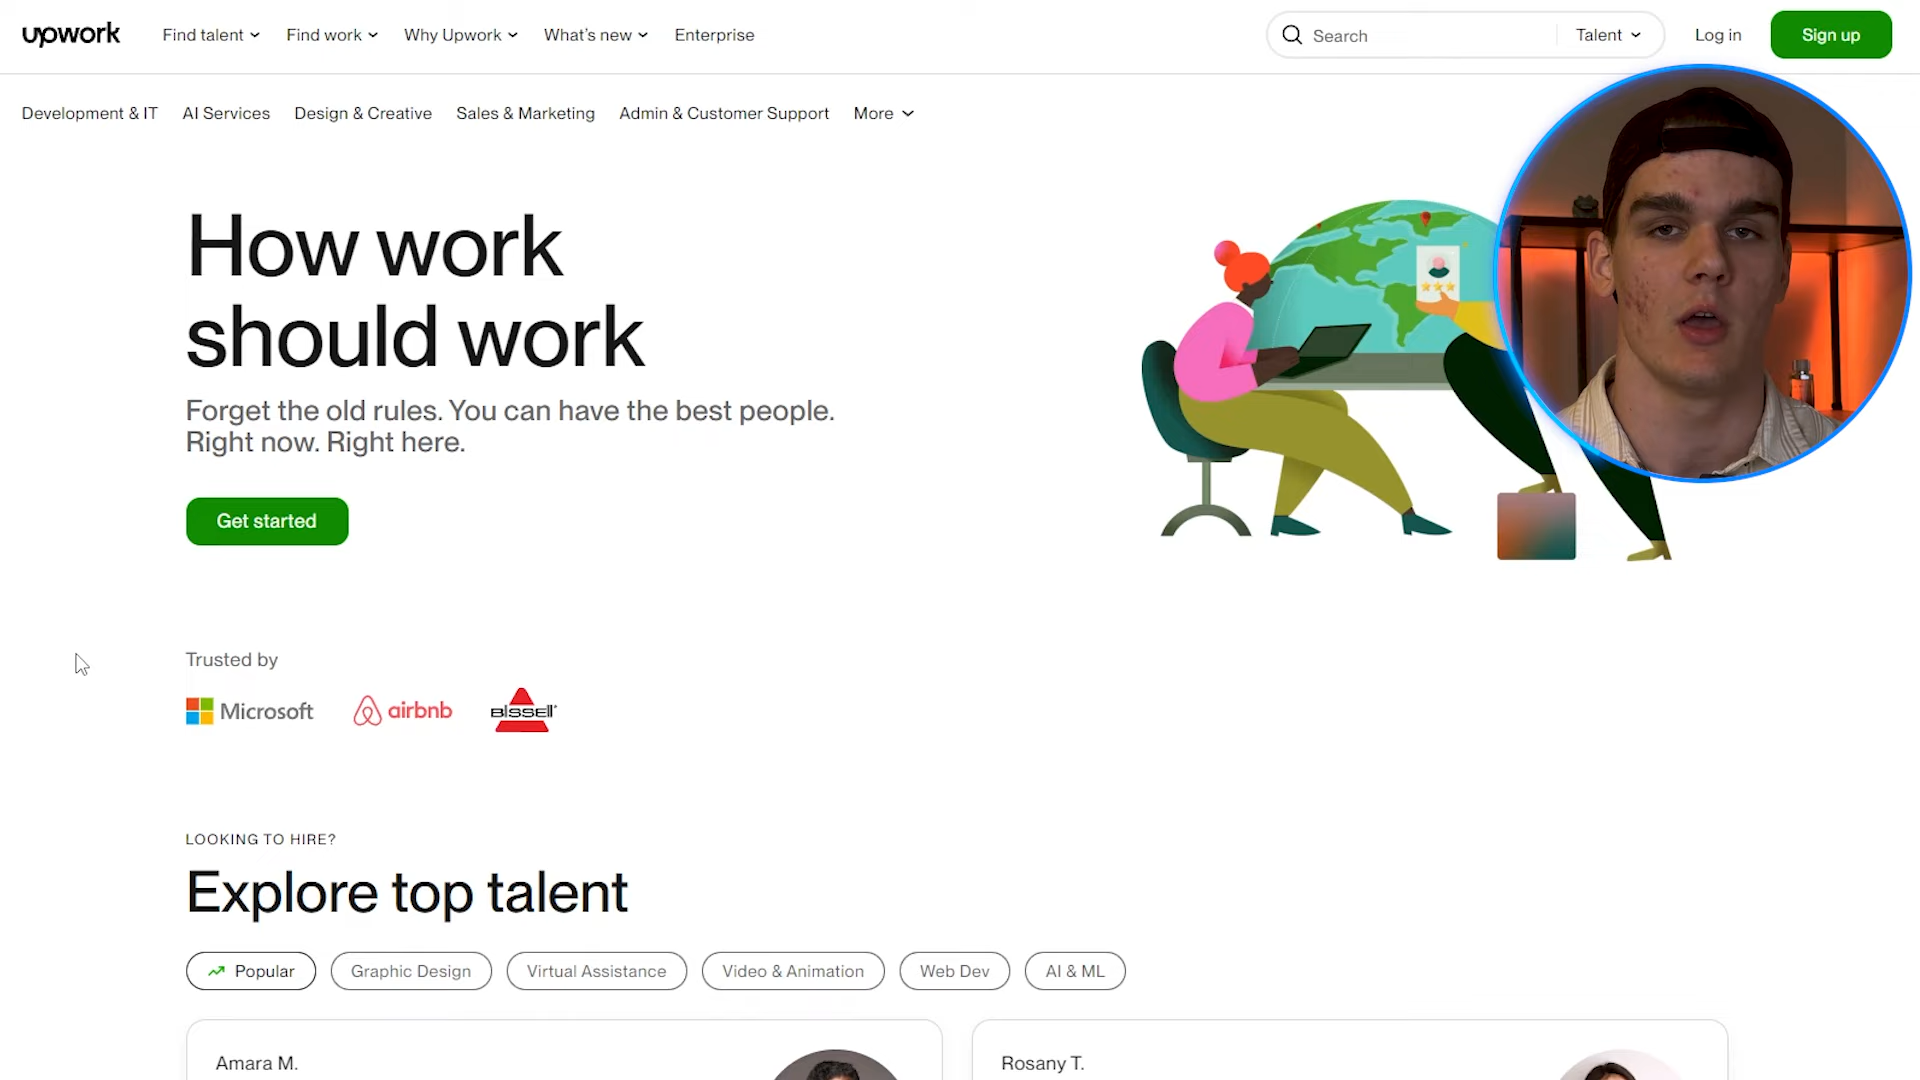 upwork
Find talent
Find work
Why Upwork
What's new
Enterprise
Search
Talent
Log in
Sign up
Development & IT
AI Services
Design & Creative
Sales & Marketing
Admin & Customer Support
More
How work
should work
Forget the old rules. You can have the best people.
Right now. Right here.
Get started
Trusted by
Microsoft
airbnb
BISSELL
LOOKING TO HIRE?
Explore top talent
Popular
Graphic Design
Virtual Assistance
Video & Animation
Web Dev
AI & ML
Amara M.
Rosany T.